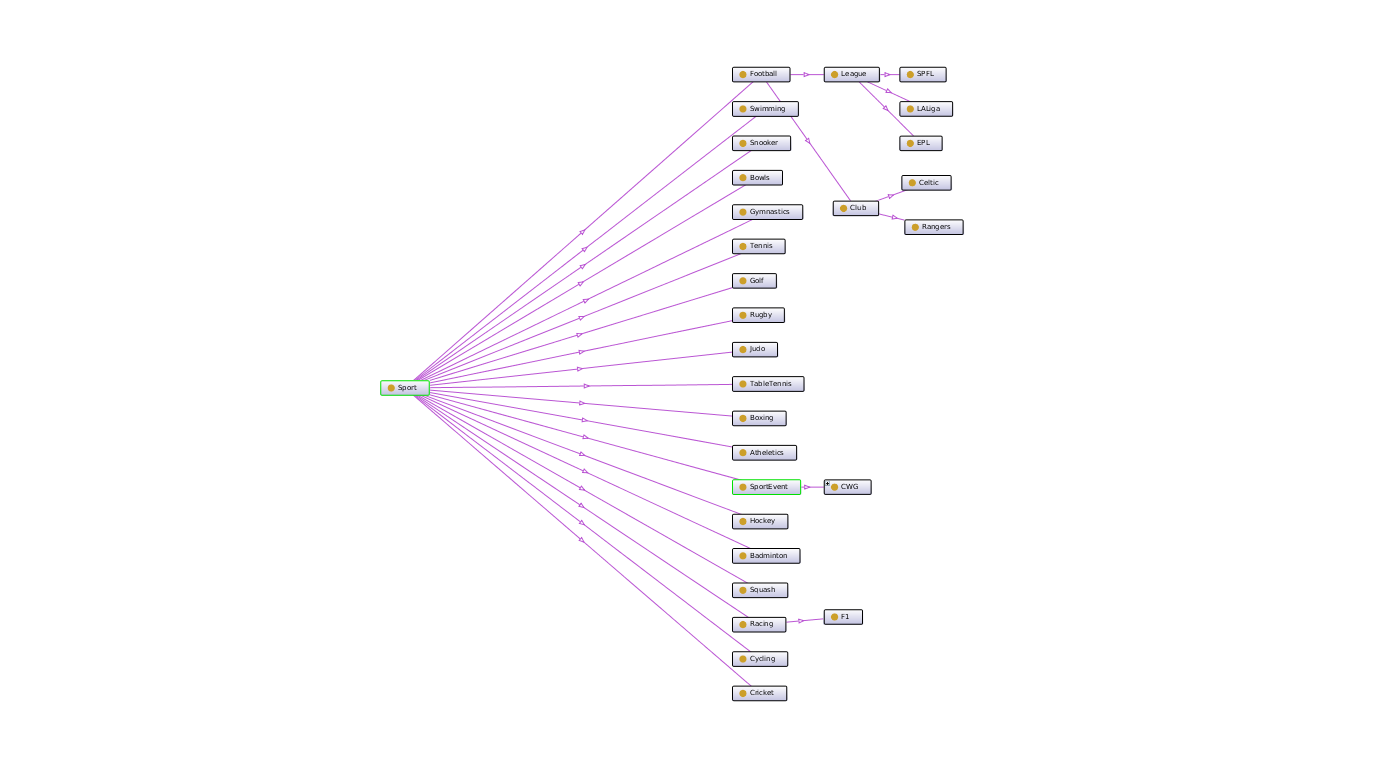 Football
League
SPFL
Swimming
LALiga
Snooker
EPL
Bowls
Celtic
Gymnastics
Club
Rangers
Tennis
Golf
Rugby
Judo
Sport
TableTennis
Boxing
Atheletics
SportEvent
CWG
Hockey
Badminton
Squash
Racing
F1
Cycling
Cricket